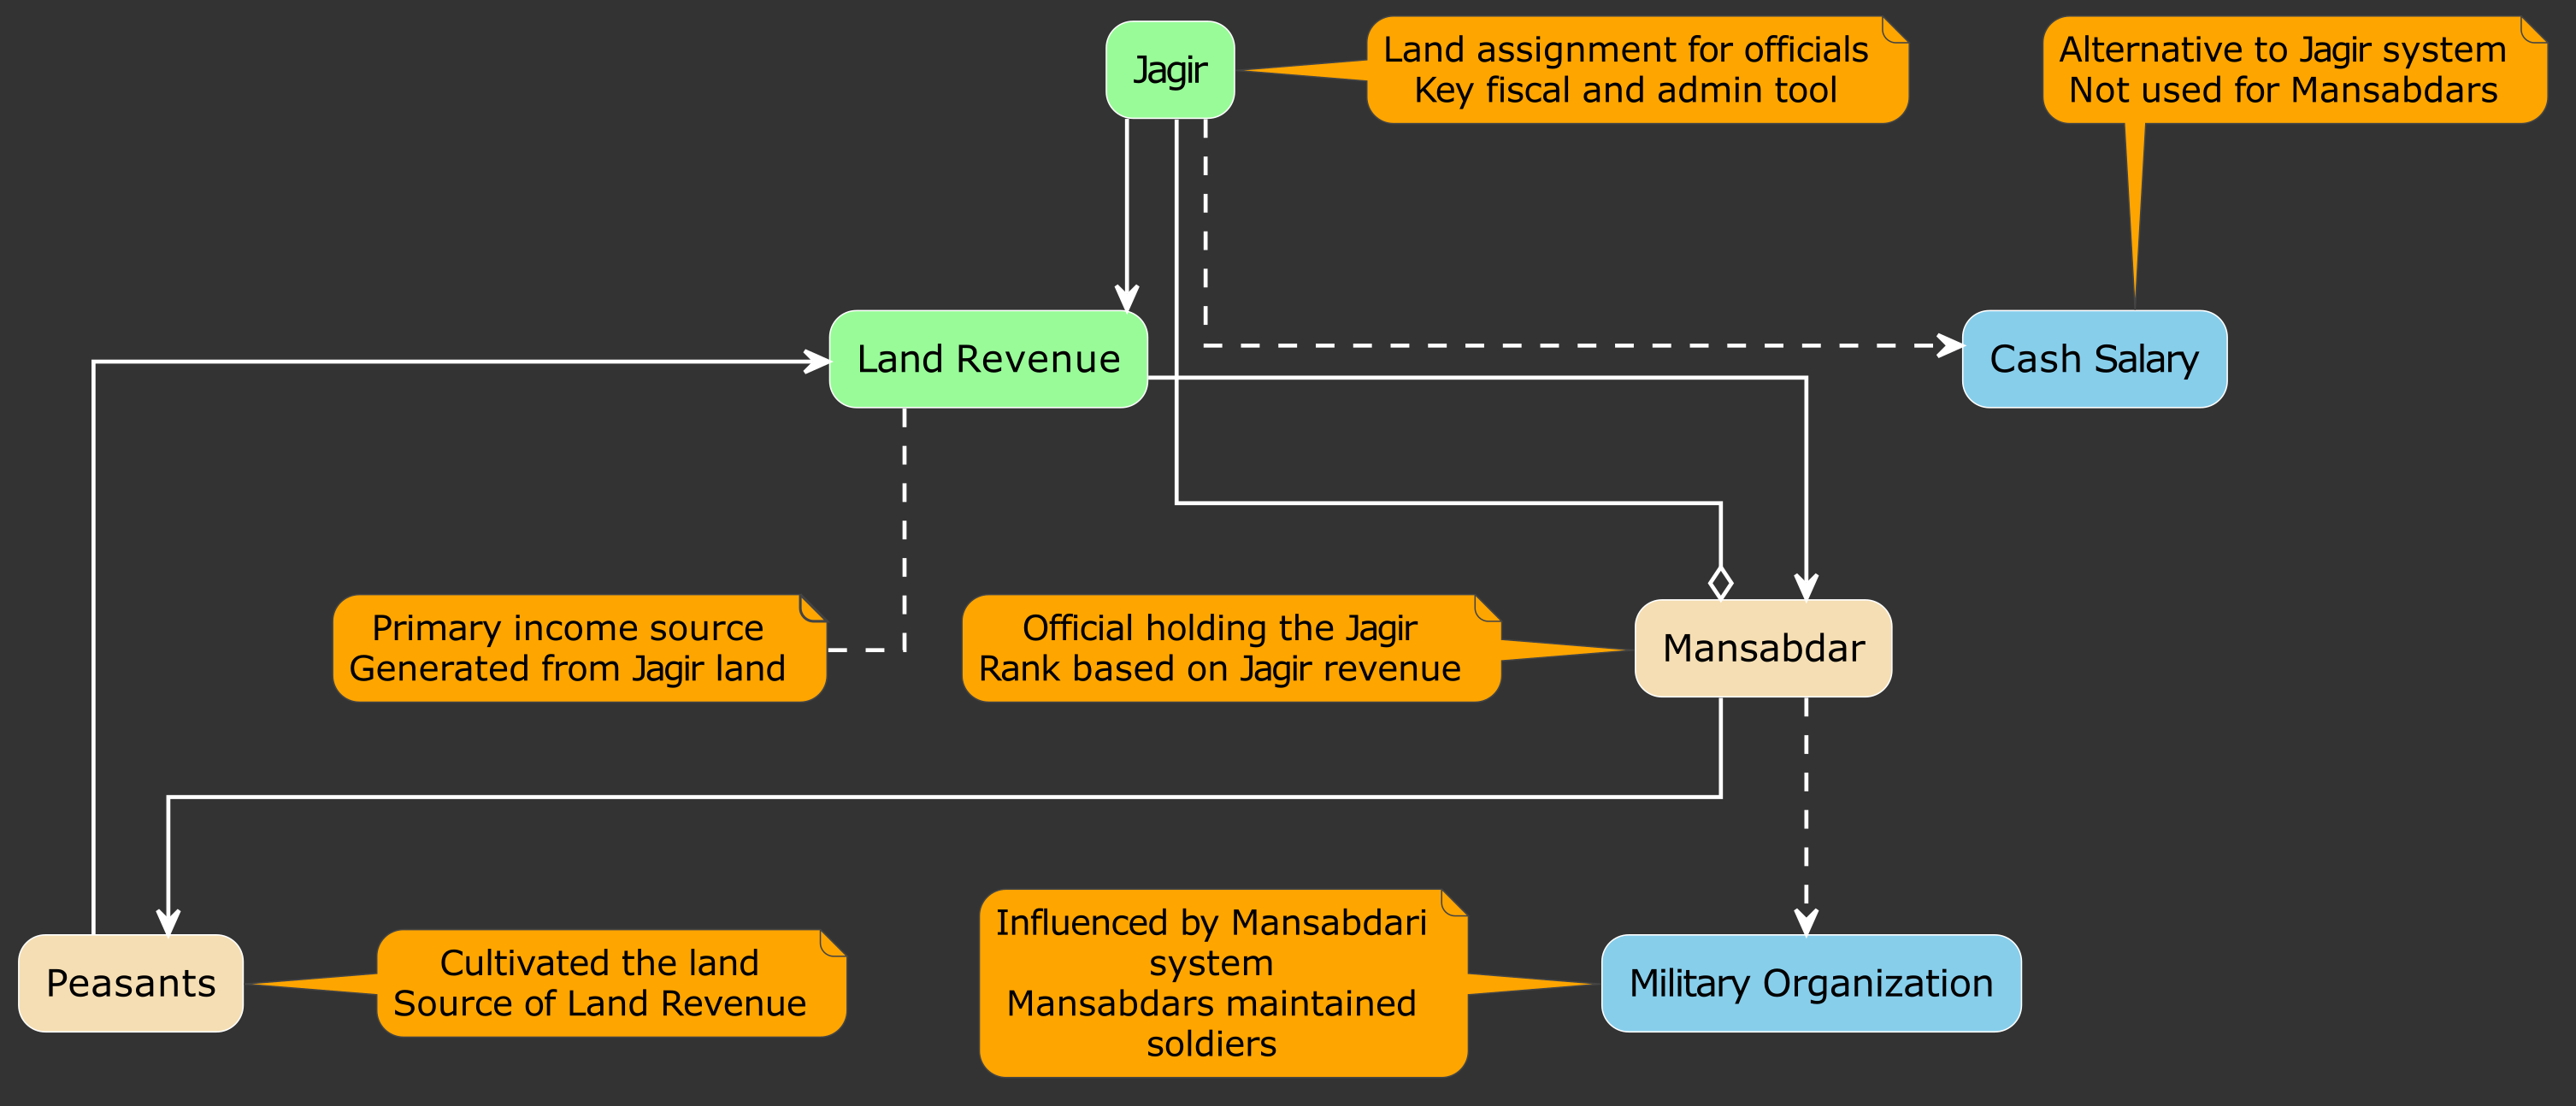 Jagir
Land assignment for officials
Key fiscal and admin tool
Alternative to Jagir system
Not used for Mansabdars
Land Revenue
Cash Salary
Primary income source
Generated from Jagir land
Official holding the Jagir
Rank based on Jagir revenue
Mansabdar
Peasants
Cultivated the land
Source of Land Revenue
Influenced by Mansabdari
system
Mansabdars maintained
soldiers
Military Organization